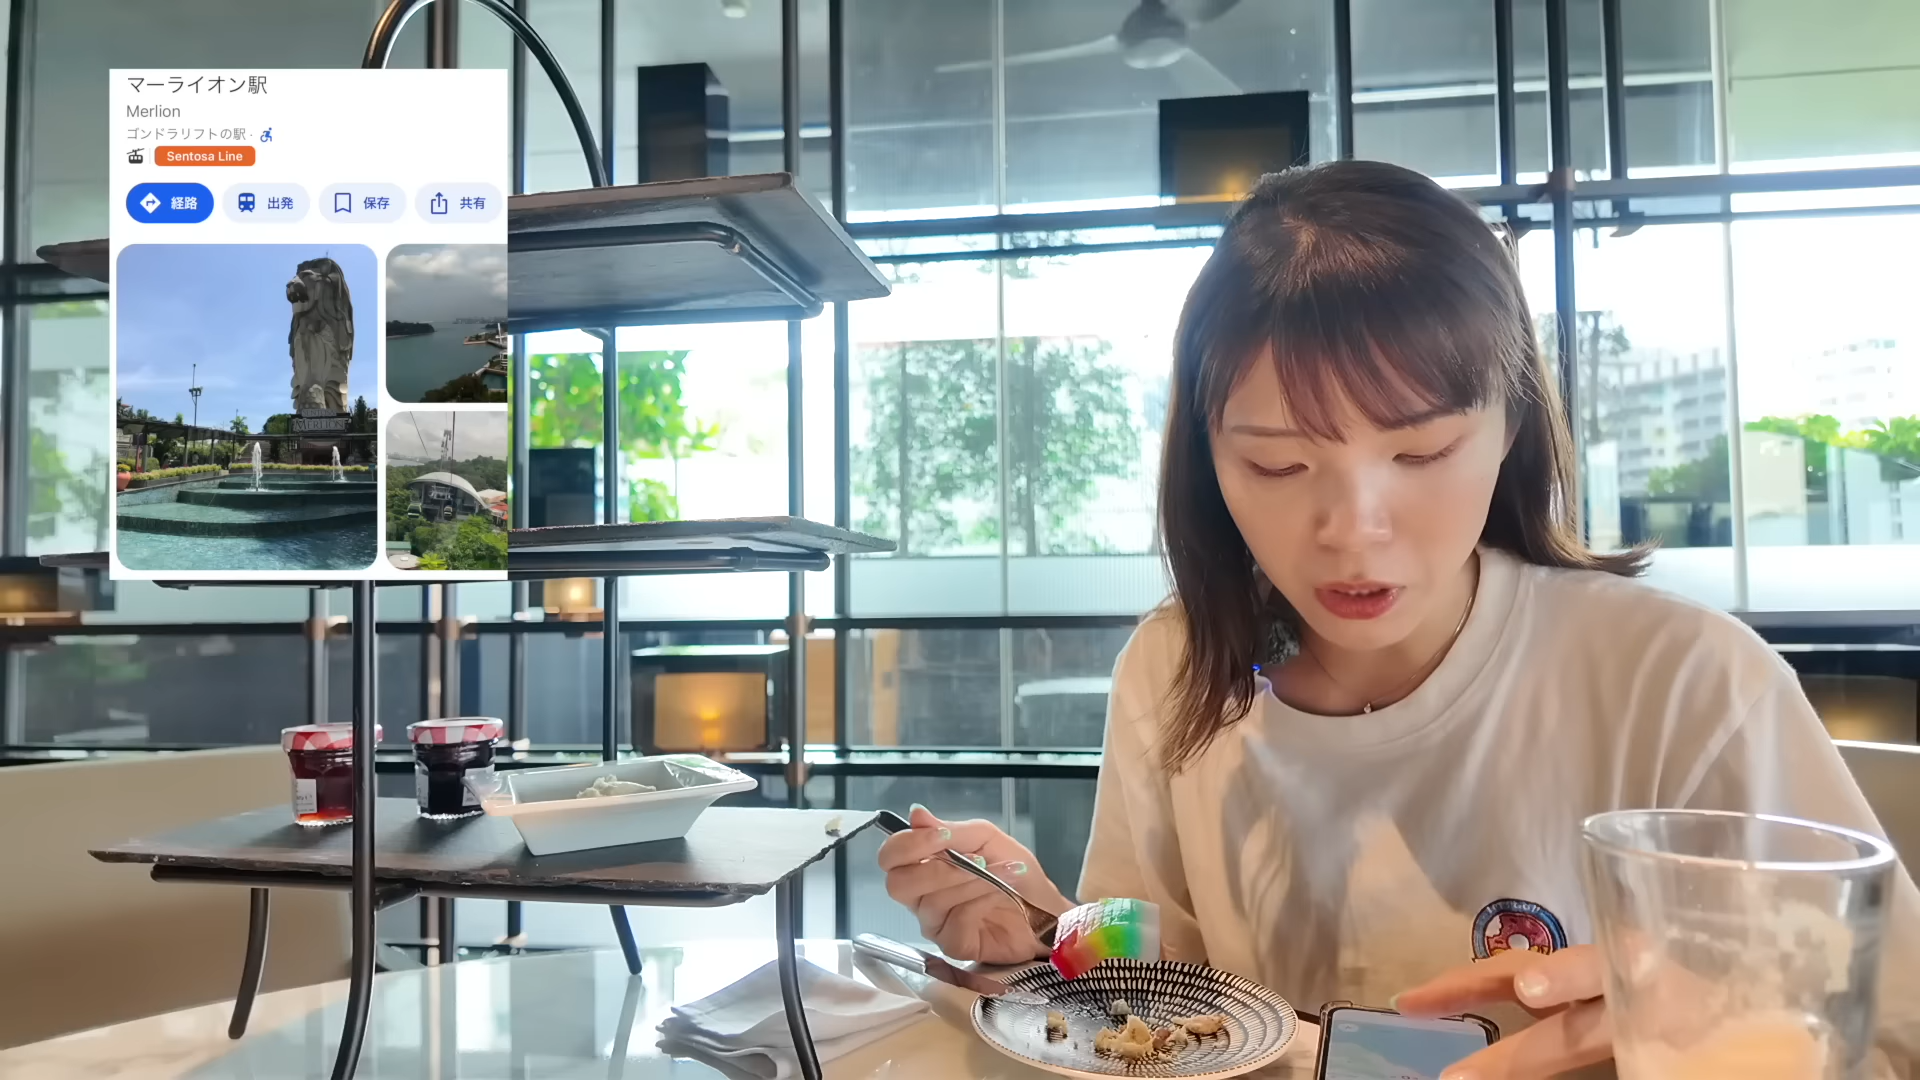 マーライオン駅
Merlion
ゴンドラリフトの駅・
Sentosa Line
経路
出発
保存
共有
MERLION